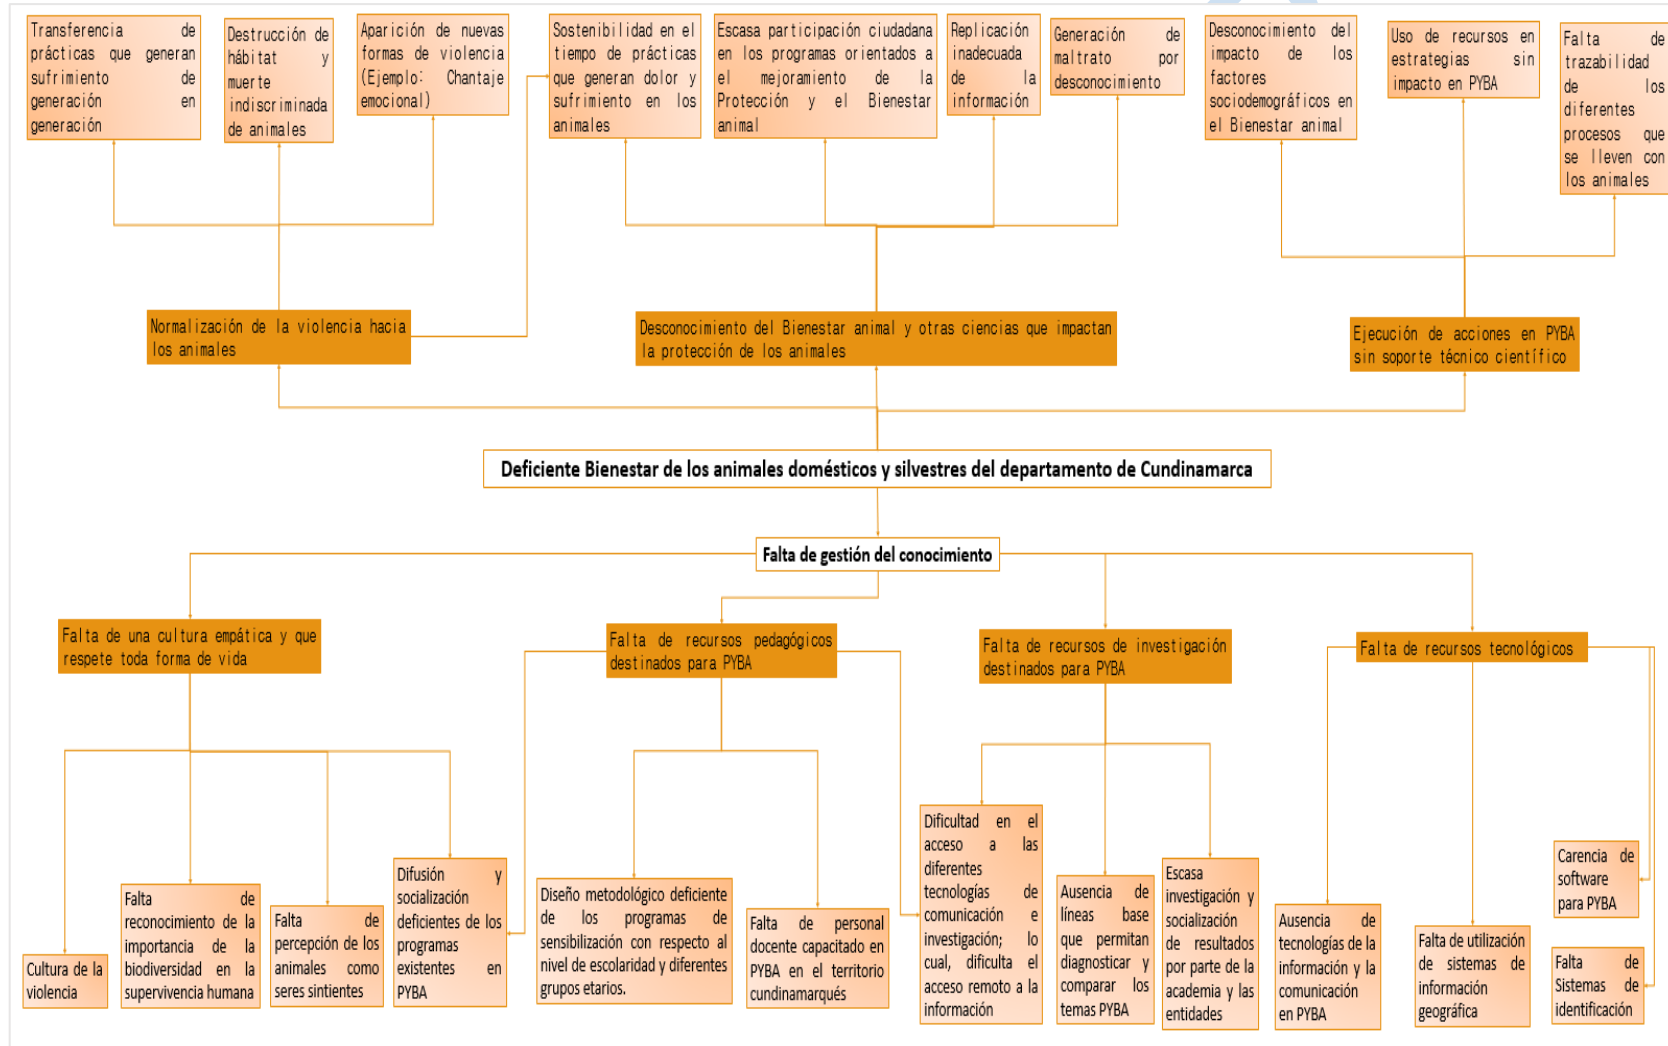 Transferencia de
prácticas que generan
sufrimiento de
generación en
generación
Destrucción de
hábitat y
muerte
indiscriminada
de animales
Aparición de nuevas
formas de violencia
(Ejemplo: Chantaje
emocional)
Sostenibilidad en el
tiempo de prácticas
que generan dolor y
sufrimiento en los
animales
Escasa participación ciudadana
en los programas orientados a
el mejoramiento de la
Protección y el Bienestar
animal
Replicación
inadecuada
de la
información
Generación de
maltrato por
desconocimiento
Desconocimiento del
impacto de los
factores
sociodemográficos en
el Bienestar animal
Uso de recursos en
estrategias sin
impacto en PYBA
Falta de
trazabilidad
de los
diferentes
procesos que
se lleven con
los animales
Normalización de la violencia hacia
los animales
Desconocimiento del Bienestar animal y otras ciencias que impactan
la protección de los animales
Ejecución de acciones en PYBA
sin soporte técnico científico
Deficiente Bienestar de los animales domésticos y silvestres del departamento de Cundinamarca
Falta de gestión del conocimiento
Falta de una cultura empática y que
respete toda forma de vida
Falta de recursos pedagógicos
destinados para PYBA
Falta de recursos de investigación
destinados para PYBA
Falta de recursos tecnológicos
Cultura de la
violencia
Falta de
reconocimiento de la
importancia de la
biodiversidad en la
supervivencia humana
Falta de
percepción de los
animales como
seres sintientes
Difusión y
socialización
deficientes de los
programas
existentes en
PYBA
Diseño metodológico deficiente
de los programas de
sensibilización con respecto al
nivel de escolaridad y diferentes
grupos etarios.
Falta de personal
docente capacitado en
PYBA en el territorio
cundinamarqués
Dificultad en el
acceso a las
diferentes
tecnologías de
comunicación e
investigación; lo
cual, dificulta el
acceso remoto a la
información
Ausencia de
líneas base
que permitan
diagnosticar y
comparar los
temas PYBA
Escasa
investigación y
socialización
de resultados
por parte de la
academia y las
entidades
Ausencia de
tecnologías de la
información y la
comunicación
en PYBA
Falta de utilización
de sistemas de
información
geográfica
Carencia de
software
para PYBA
Falta de
Sistemas de
identificación